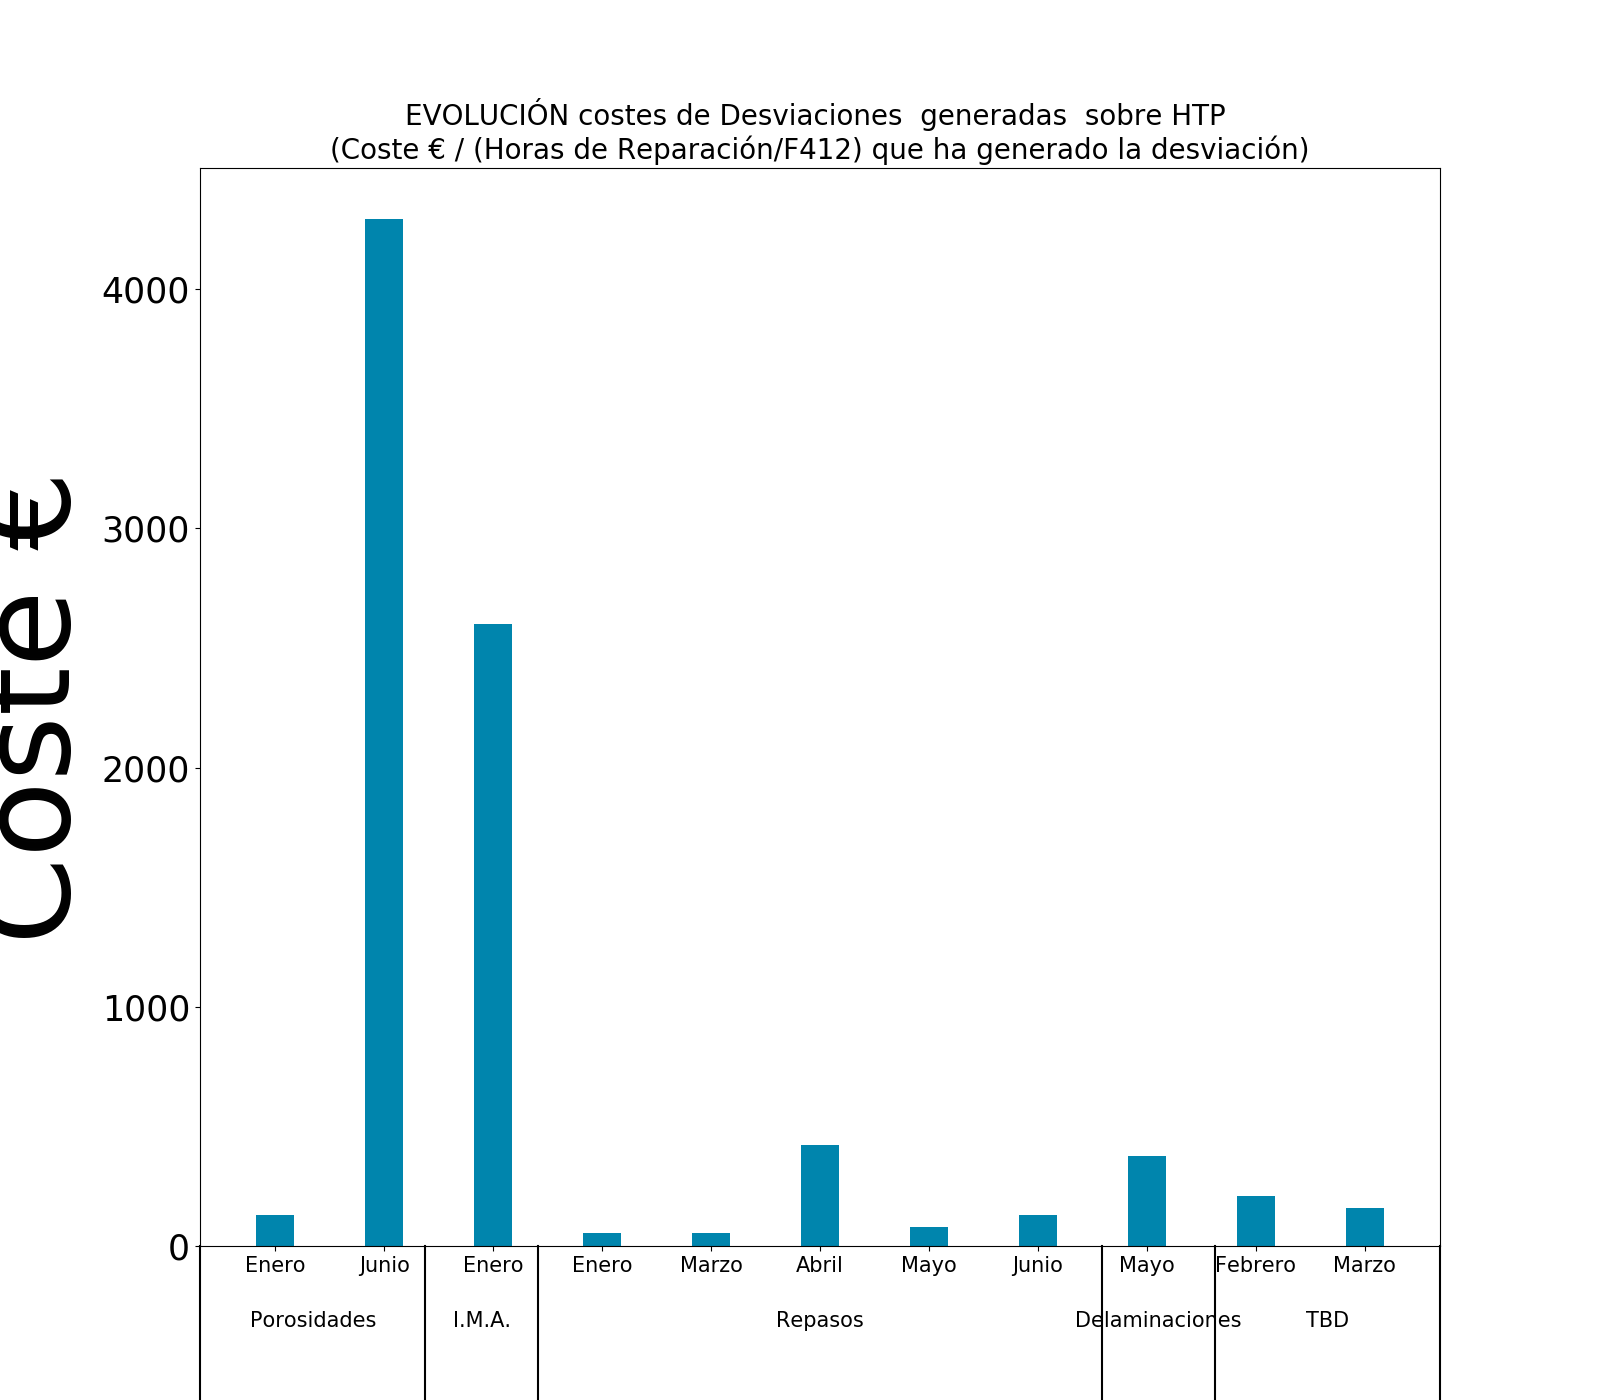 EVOLUCIÓN costes de Desviaciones  generadas  sobre HTP
(Coste € / (Horas de Reparación/F412) que ha generado la desviación)
Coste €
4000
3000
2000
1000
0
Enero Junio Enero Enero Marzo Abril Mayo Junio Mayo Febrero Marzo
Porosidades I.M.A. Repasos Delaminaciones TBD